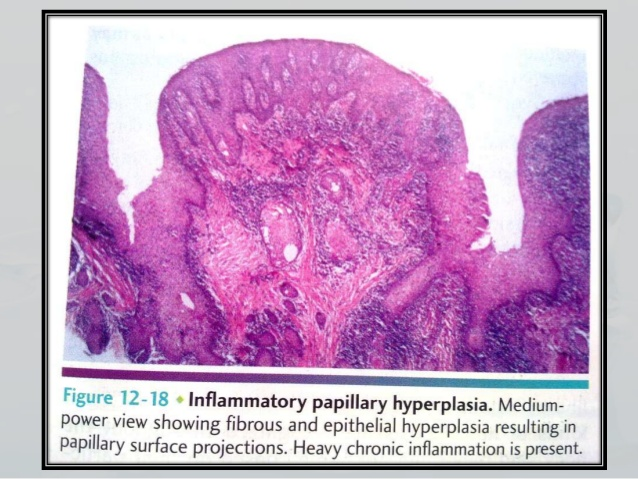 Figure 12-18 • Inflammatory papillary hyperplasia. Medium-
power view showing fibrous and epithelial hyperplasia resulting in
papillary surface projections. Heavy chronic inflammation is present.